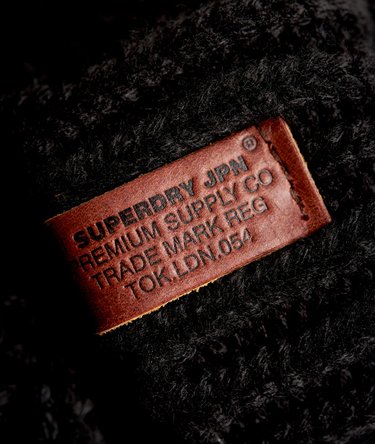 SUPERDRY JPN ®
PREMIUM SUPPLY CO
TRADE MARK REG
TOK.LDN.054